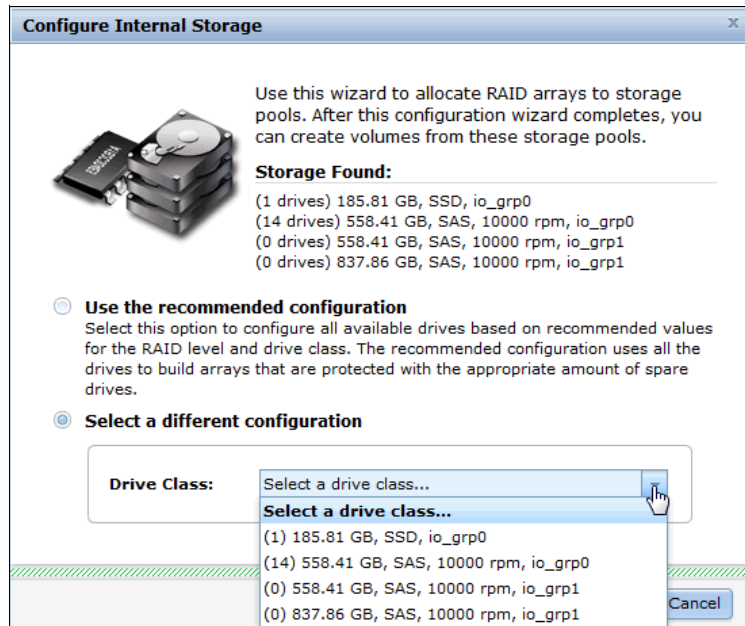 Configure Internal Storage
x
Use this wizard to allocate RAID arrays to storage
pools. After this configuration wizard completes, you
can create volumes from these storage pools.
Storage Found:
(1 drives) 185.81 GB, SSD, io_grp0
(14 drives) 558.41 GB, SAS, 10000 rpm, io_grp0
(0 drives) 558.41 GB, SAS, 10000 rpm, io_grp1
(0 drives) 837.86 GB, SAS, 10000 rpm, io_grp1
Use the recommended configuration
Select this option to configure all available drives based on recommended values
for the RAID level and drive class. The recommended configuration uses all the
drives to build arrays that are protected with the appropriate amount of spare
drives.
Select a different configuration
Drive Class:
Select a drive class...
Select a drive class...
(1) 185.81 GB, SSD, io_grp0
(14) 558.41 GB, SAS, 10000 rpm, io_grp0
(0) 558.41 GB, SAS, 10000 rpm, io_grp1
(0) 837.86 GB, SAS, 10000 rpm, io_grp1
Cancel